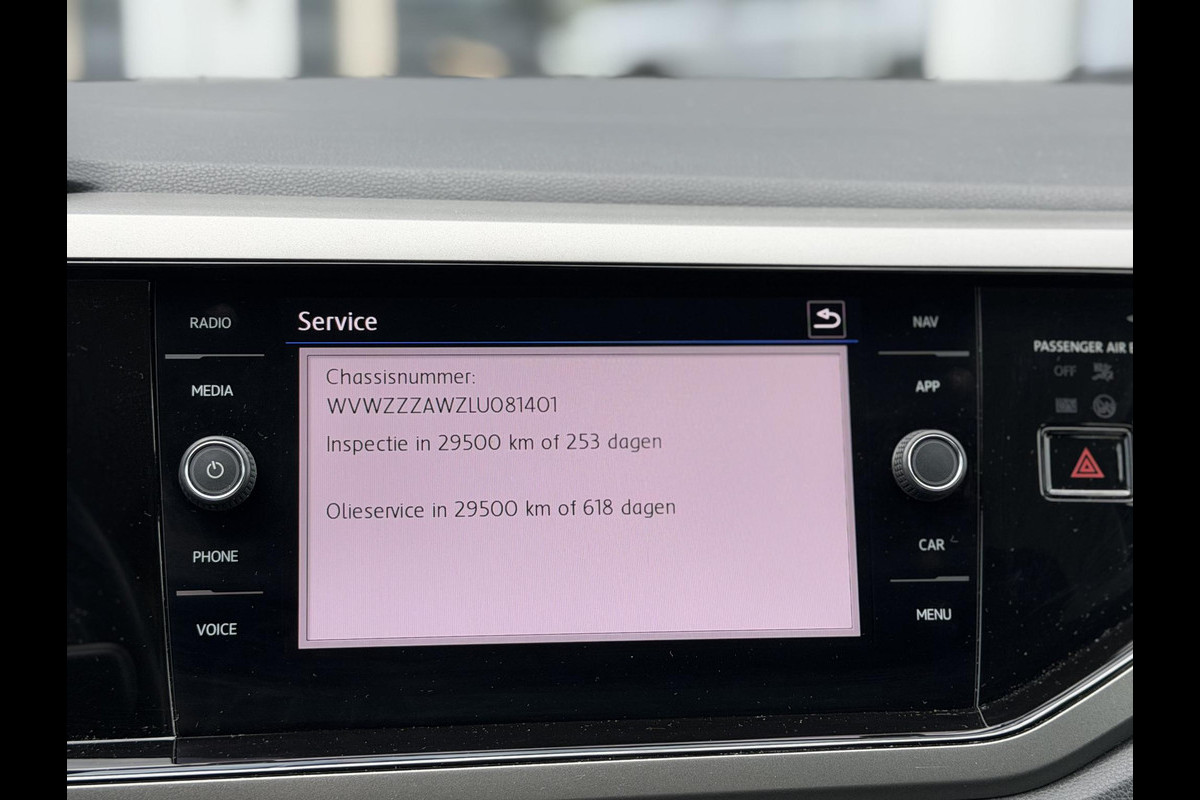 Service
RADIO
MEDIA
PHONE
VOICE
Chassisnummer:
WVWZZZAWZLU081401
Inspectie in 29500 km of 253 dagen
Olieservice in 29500 km of 618 dagen
NAV
APP
CAR
MENU
PASSENGER AIR
OFF